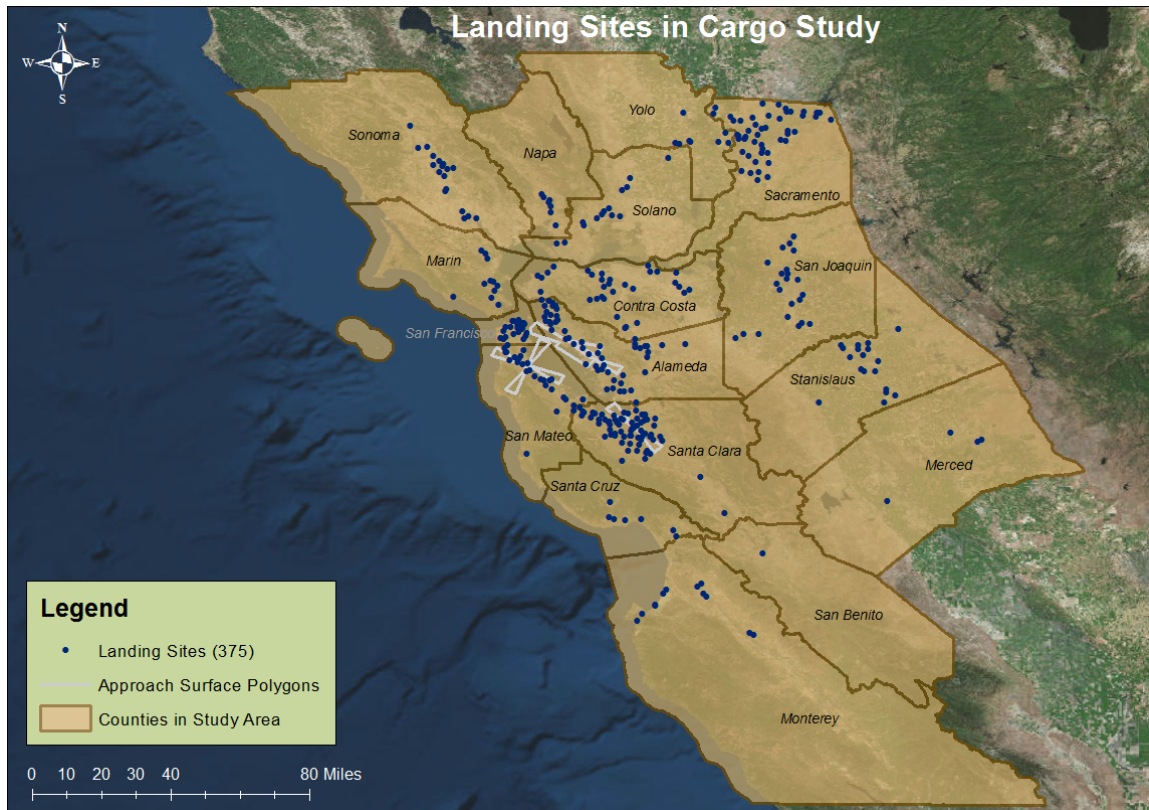 Landing Sites in Cargo Study
N
W E
S
Yolo
Sonoma
Napa
Sacramento
Solano
Marin
San Joaquin
Contra Costa
San Francisco
Alameda
Stanislaus
San Mateo
Santa Clara
Merced
Santa Cruz
San Benito
Monterey
Legend
Landing Sites (375)
Approach Surface Polygons
Counties in Study Area
0 10 20 30 40 80 Miles